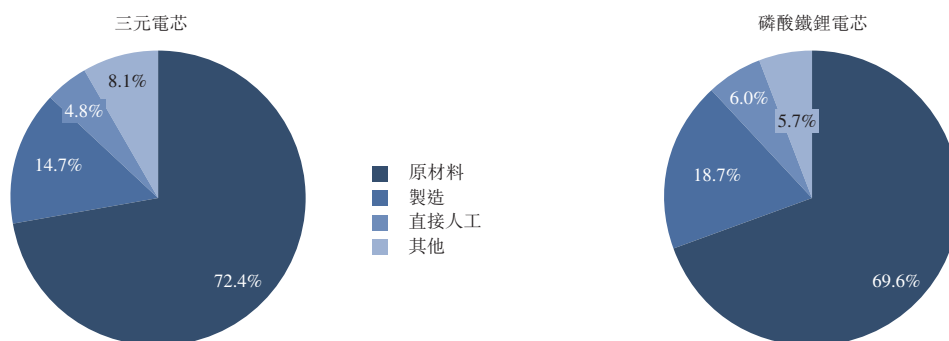 三元電芯
8.1%
4.8%
14.7%
72.4%
原材料
製造
直接人工
其他
磷酸鐵鋰電芯
6.0%
5.7%
18.7%
69.6%